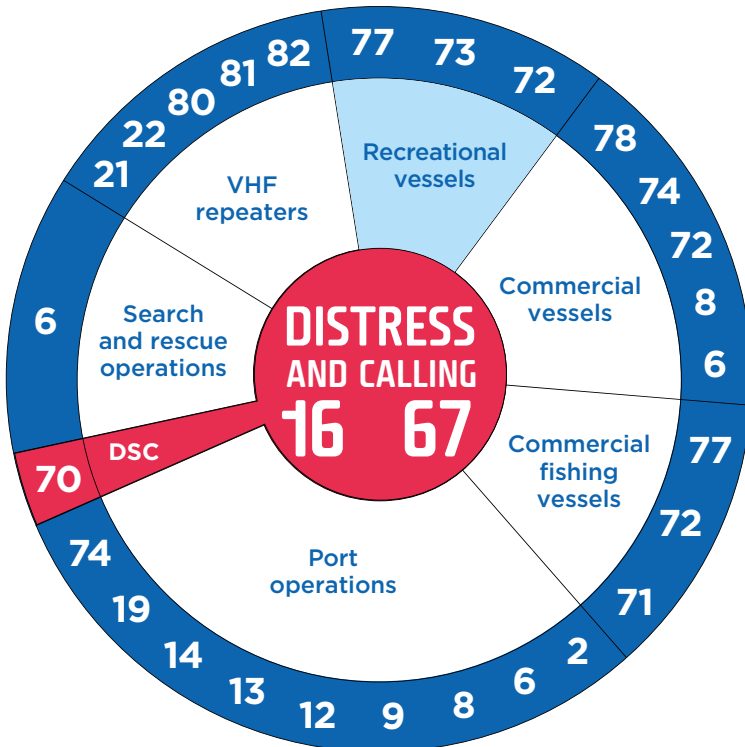 DISTRESS
AND CALLING
16 67
Recreational
vessels
77
73
72
Commercial
vessels
78
74
72
8
6
Commercial
fishing
vessels
77
72
71
Port
operations
2
6
8
9
12
13
14
19
74
DSC
70
Search
and rescue
operations
6
VHF
repeaters
21
22
80
81
82